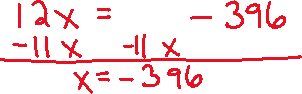 12x = - 396
-11x -11x
x = -396